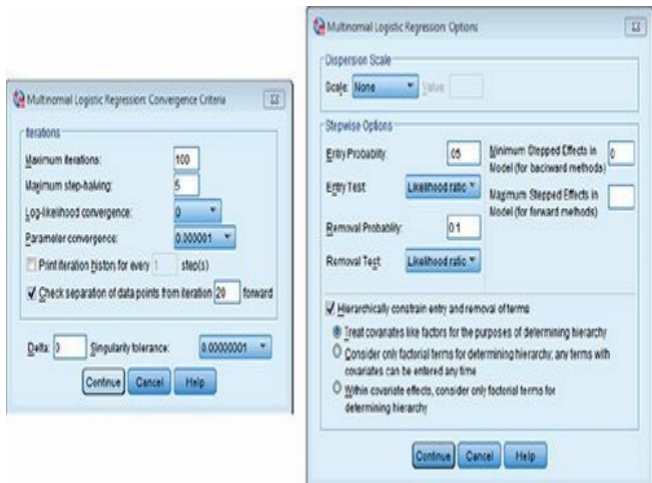 Multinomial Logistic Regression: Convergence Criteria
Iterations
Maximum iterations: 100
Maximum step-halving: 5
Log-likelihood convergence: 0
Parameter convergence: 0.000001
Print iteration history for every 1 step(s)
Check separation of data points from iteration 20 forward
Delta: 0 Singularity tolerance: 0.00000001
Continue Cancel Help
Multinomial Logistic Regression: Options
Dispersion Scale
Scale: None Value:
Stepwise Options
Entry Probability: .05
Minimum Stepped Effects in 0
Model (for backward methods)
Entry Test: Likelihood ratio
Maximum Stepped Effects in
Model (for forward methods)
Removal Probability: 0.1
Removal Test: Likelihood ratio
Hierarchically constrain entry and removal of terms
Treat covariates like factors for the purposes of determining hierarchy
Consider only factorial terms for determining hierarchy; any terms with
covariates can be entered any time
Within covariate effects, consider only factorial terms for
determining hierarchy
Continue Cancel Help